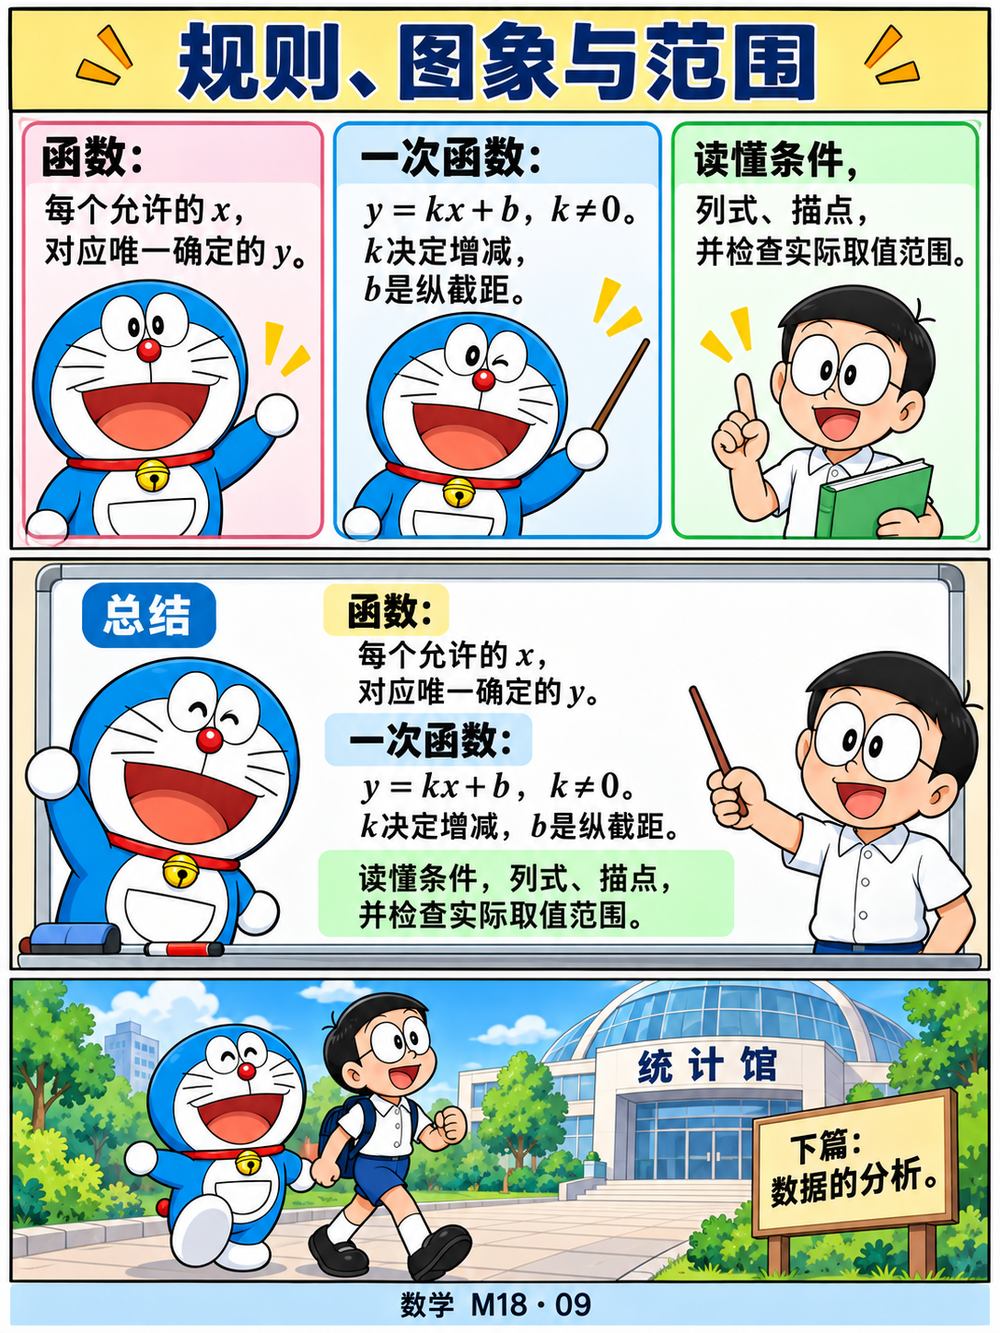 规则、图象与范围
函数：
每个允许的 x，
对应唯一确定的 y。
一次函数：
y = kx + b，k ≠ 0。
k决定增减，
b是纵截距。
读懂条件，
列式、描点，
并检查实际取值范围。
总结
函数：
每个允许的 x，
对应唯一确定的 y。
一次函数：
y = kx + b，k ≠ 0。
k决定增减，b是纵截距。
读懂条件，列式、描点，
并检查实际取值范围。
统计馆
下篇：
数据的分析。
数学 M18 · 09